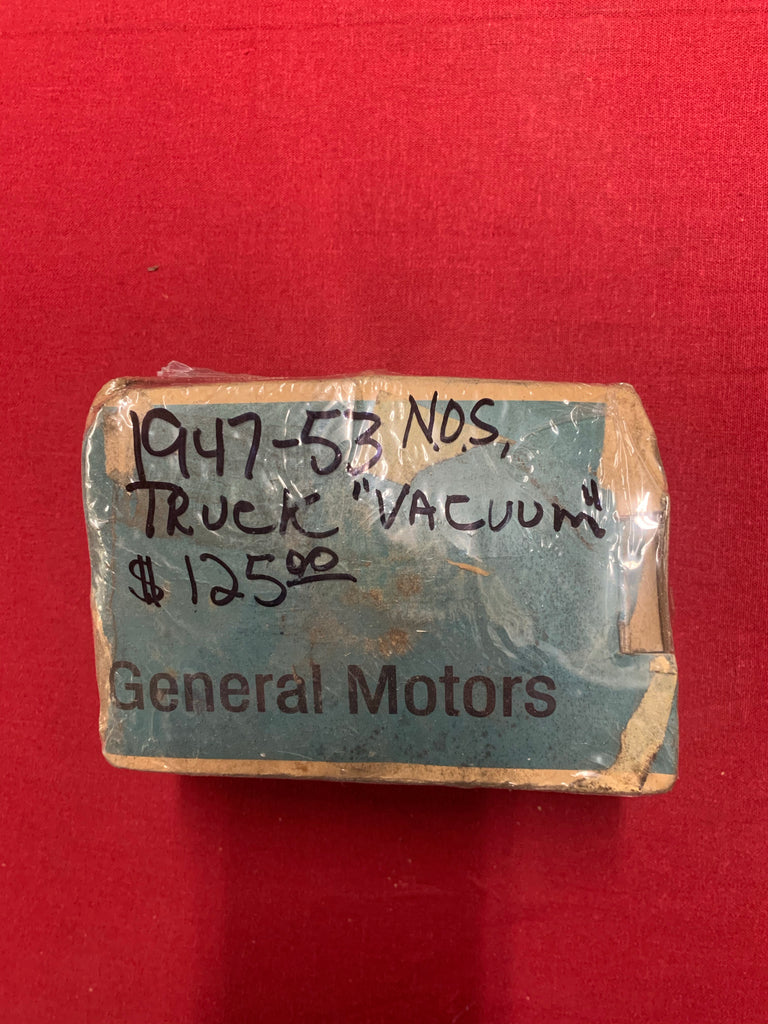 1947-53 N.O.S,
TRUCK "VACUUM"
$ 125.00
General Motors